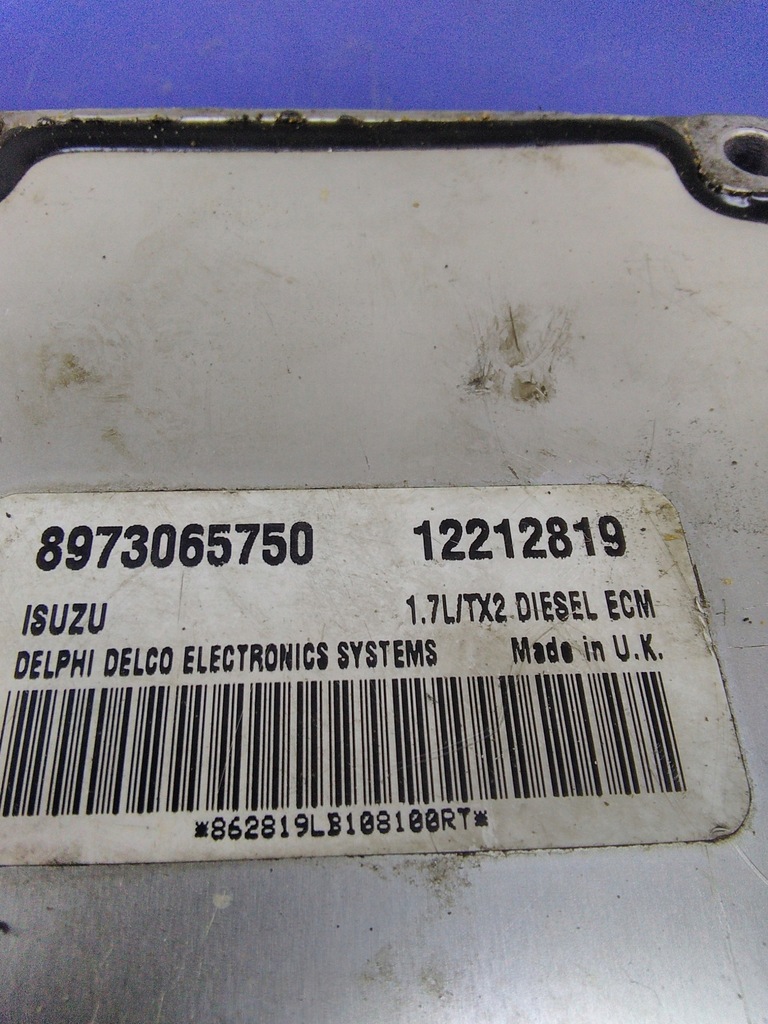 8973065750 12212819
ISUZU 1.7L/TX2 DIESEL ECM
DELPHI DELCO ELECTRONICS SYSTEMS Made in U.K.
*862819LB108100RT*